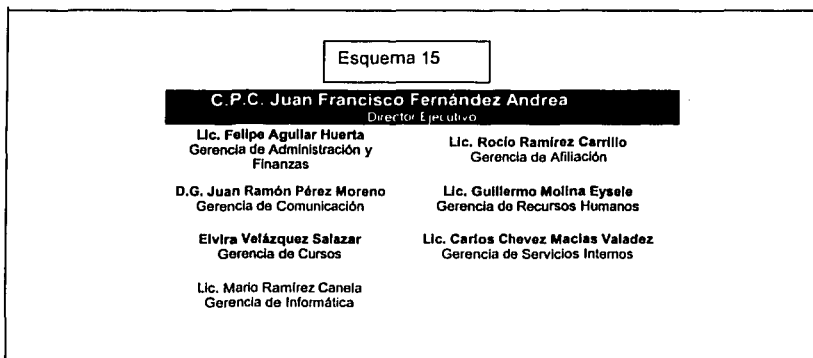 Esquema 15
C.P.C. Juan Francisco Fernández Andrea
Director Ejecutivo
Lic. Felipe Aguilar Huerta
Gerencia de Administración y
Finanzas
Lic. Rocío Ramírez Carrillo
Gerencia de Afiliación
D.G. Juan Ramón Pérez Moreno
Gerencia de Comunicación
Lic. Guillermo Molina Eysele
Gerencia de Recursos Humanos
Elvira Velázquez Salazar
Gerencia de Cursos
Lic. Carlos Chevez Macias Valadez
Gerencia de Servicios Internos
Lic. Mario Ramírez Canela
Gerencia de Informática